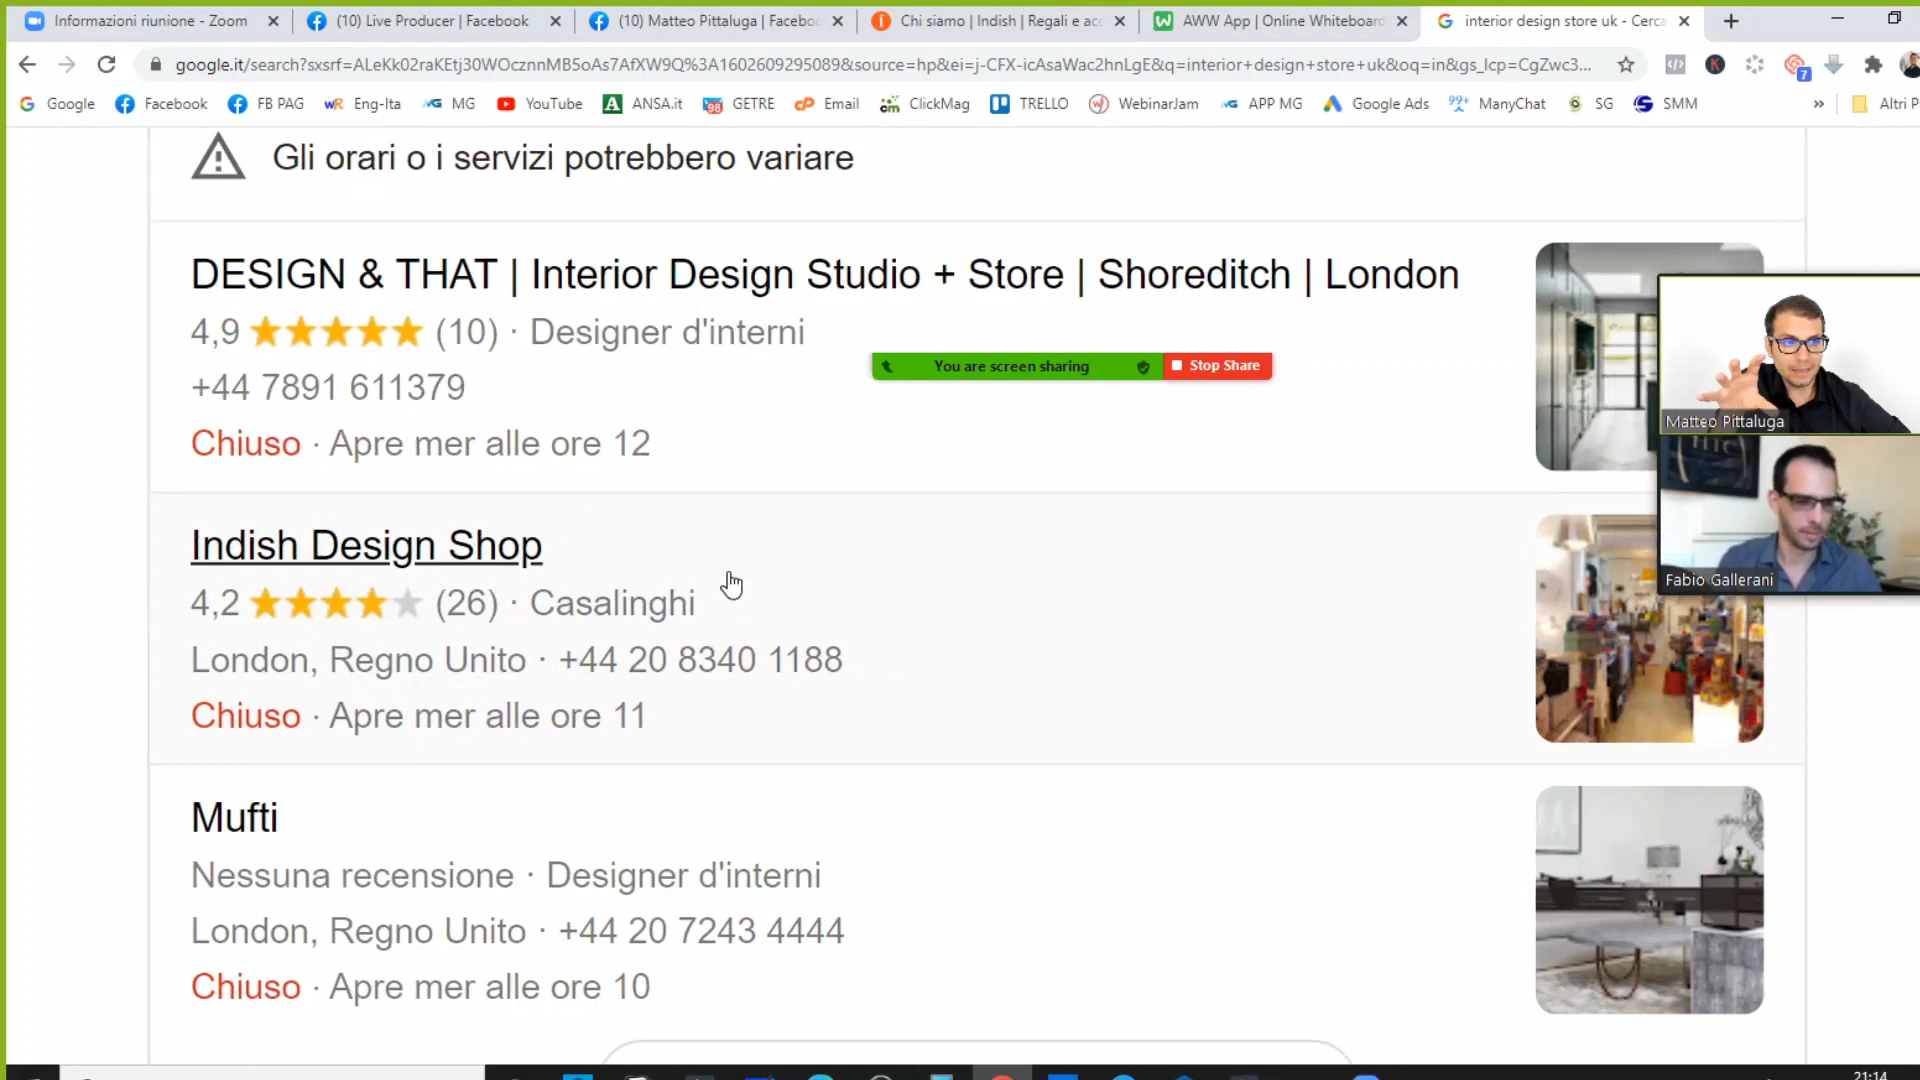 Informazioni riunione - Zoom
(10) Live Producer | Facebook
(10) Matteo Pittaluga | Facebo
Chi siamo | Indish | Regali e acc
AWW App | Online Whiteboard
interior design store uk - Cerca
google.it/search?sxsrf=ALeKk02raKEtj30WOcznnMB5oAs7AfXW9Q%3A1602609295089&source=hp&ei=j-CFX-icAsaWac2hnLgE&q=interior+design+store+uk&oq=in&gs_lcp=CgZwc3...
7
Google
Facebook
FB PAG
Eng-Ita
MG
YouTube
ANSA.it
GETRE
Email
ClickMag
TRELLO
WebinarJam
APP MG
Google Ads
ManyChat
SG
SMM
»
Altri P
Gli orari o i servizi potrebbero variare
DESIGN & THAT | Interior Design Studio + Store | Shoreditch | London
4,9 (10) · Designer d'interni
+44 7891 611379
Chiuso · Apre mer alle ore 12
You are screen sharing
Stop Share
Matteo Pittaluga
Fabio Gallerani
Indish Design Shop
4,2 (26) · Casalinghi
London, Regno Unito · +44 20 8340 1188
Chiuso · Apre mer alle ore 11
Mufti
Nessuna recensione · Designer d'interni
London, Regno Unito · +44 20 7243 4444
Chiuso · Apre mer alle ore 10
21:14